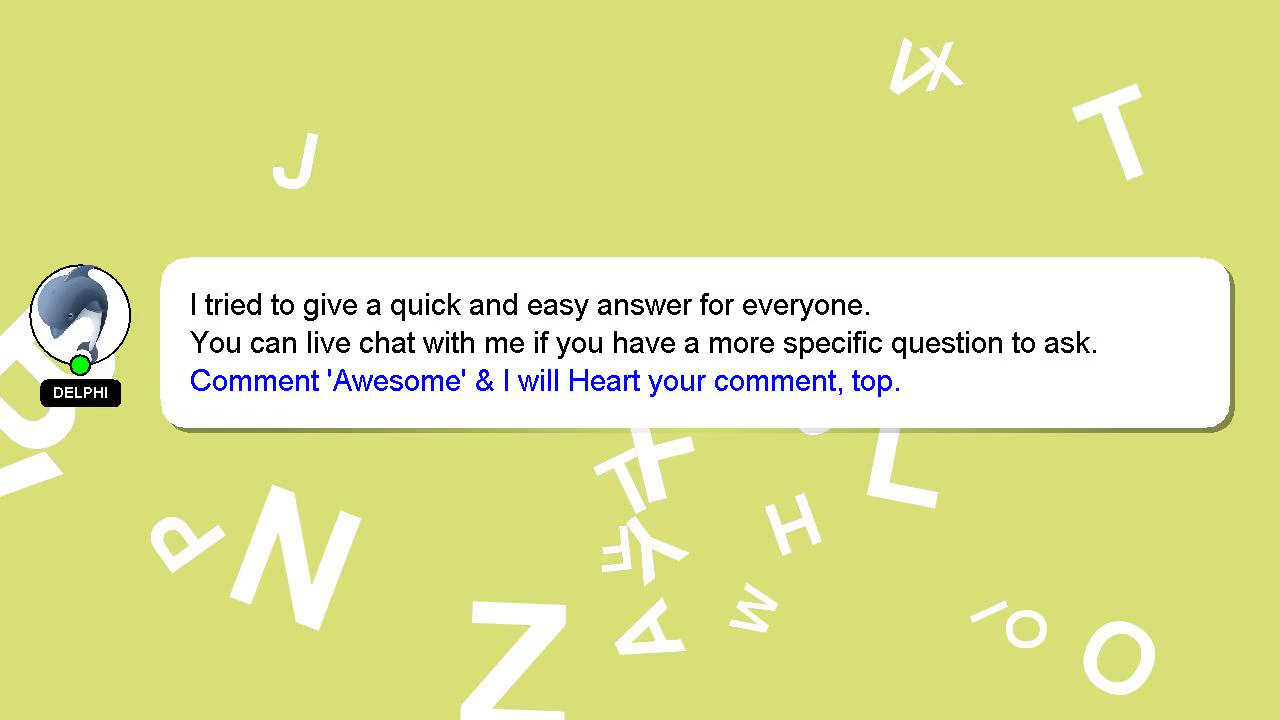 V X
T
J
I tried to give a quick and easy answer for everyone.
You can live chat with me if you have a more specific question to ask.
Comment 'Awesome' & I will Heart your comment, top.
DELPHI
L
T
P
N
H
F
Y
Z
A
W
I
O
O